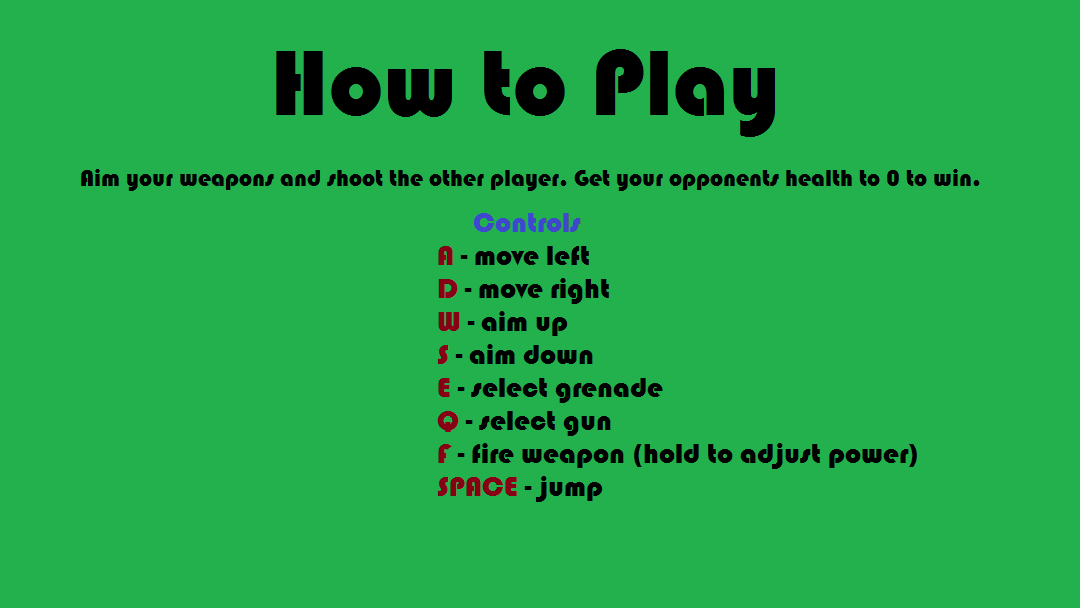 How to Play
Aim your weapons and shoot the other player. Get your opponents health to 0 to win.
Controls
A - move left
D - move right
W - aim up
S - aim down
E - select grenade
Q - select gun
F - fire weapon (hold to adjust power)
SPACE - jump